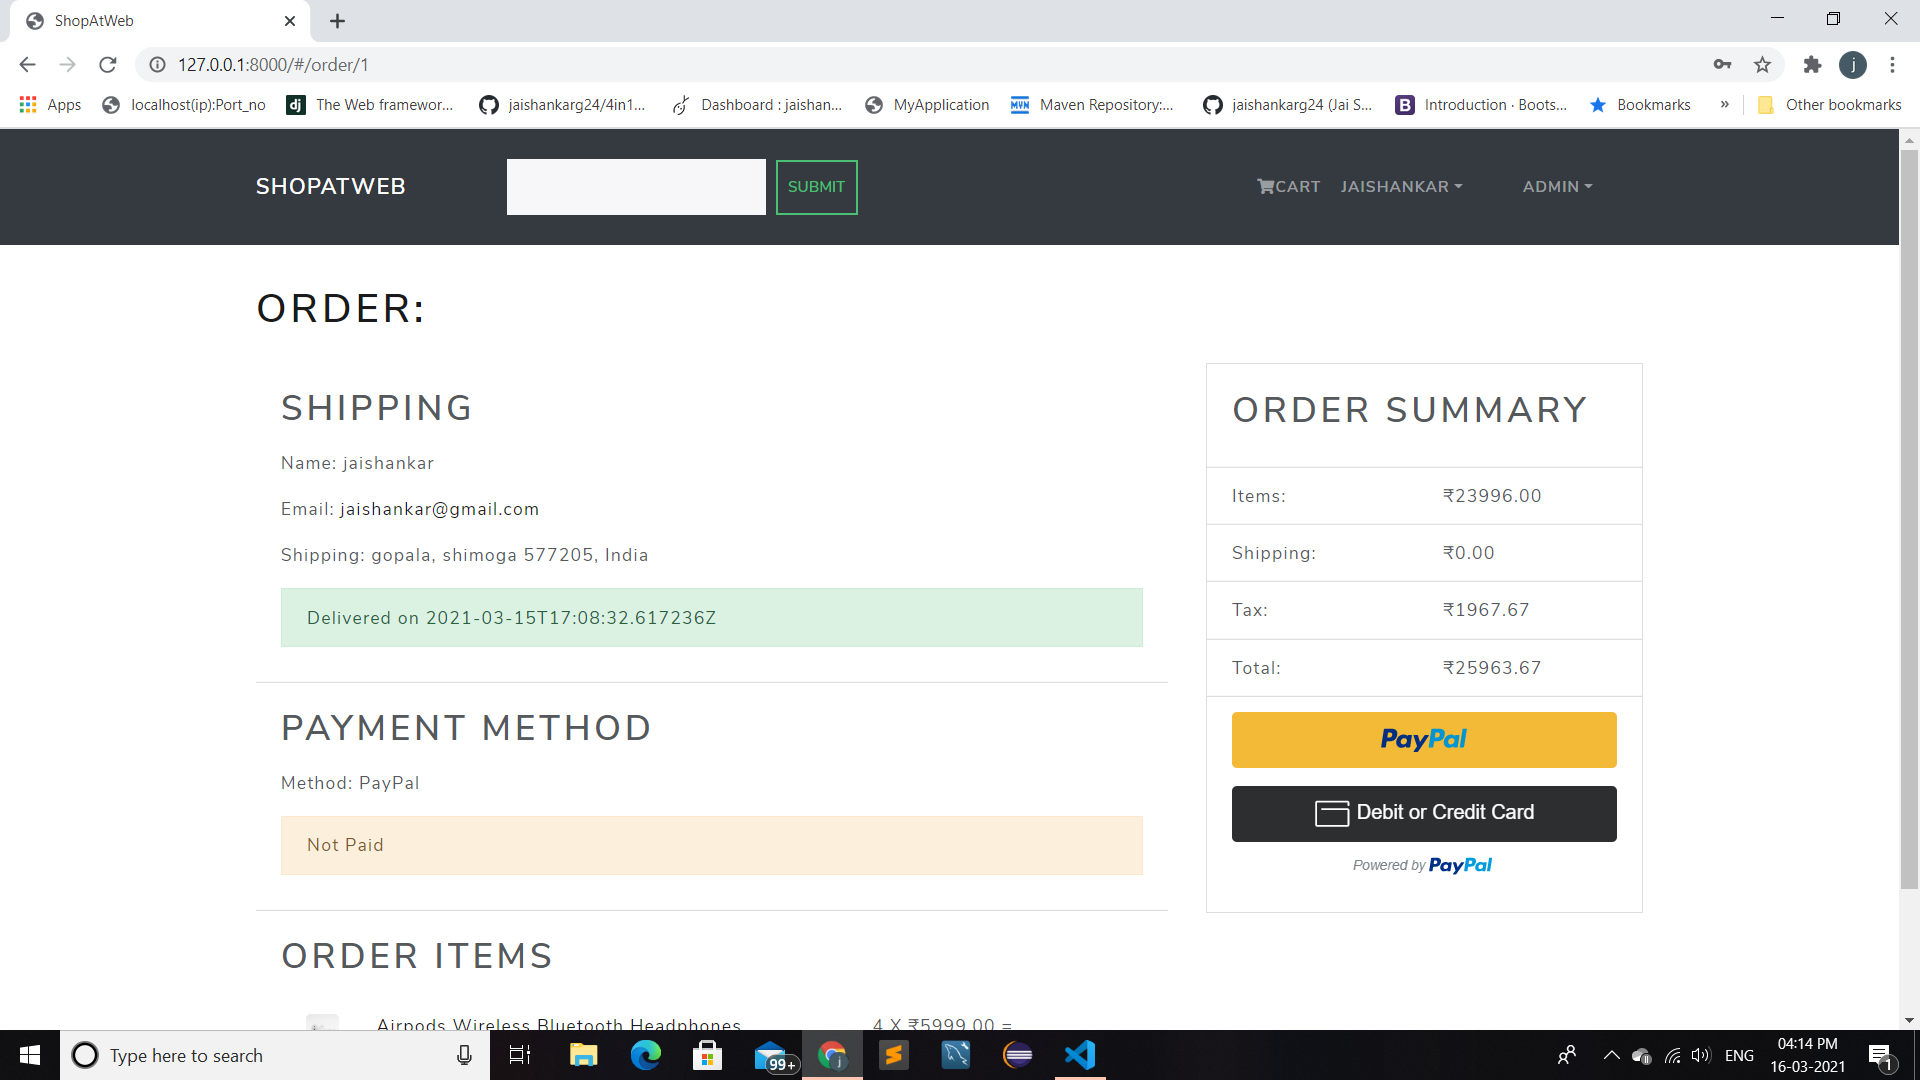 ShopAtWeb
127.0.0.1:8000/#/order/1
j
Apps
localhost(ip):Port_no
dj
The Web framewor...
jaishankarg24/4in1...
Dashboard : jaishan...
MyApplication
MVN
Maven Repository:...
jaishankarg24 (Jai S...
B
Introduction · Boots...
Bookmarks
»
Other bookmarks
SHOPATWEB
SUBMIT
CART
JAISHANKAR
ADMIN
ORDER:
SHIPPING
Name: jaishankar
Email: jaishankar@gmail.com
Shipping: gopala, shimoga 577205, India
Delivered on 2021-03-15T17:08:32.617236Z
PAYMENT METHOD
Method: PayPal
Not Paid
ORDER ITEMS
Airpods Wireless Bluetooth Headphones
4 X ₹5999.00 =
ORDER SUMMARY
Items: ₹23996.00
Shipping: ₹0.00
Tax: ₹1967.67
Total: ₹25963.67
PayPal
Debit or Credit Card
Powered by PayPal
Type here to search
99+
j
ENG
04:14 PM
16-03-2021
1